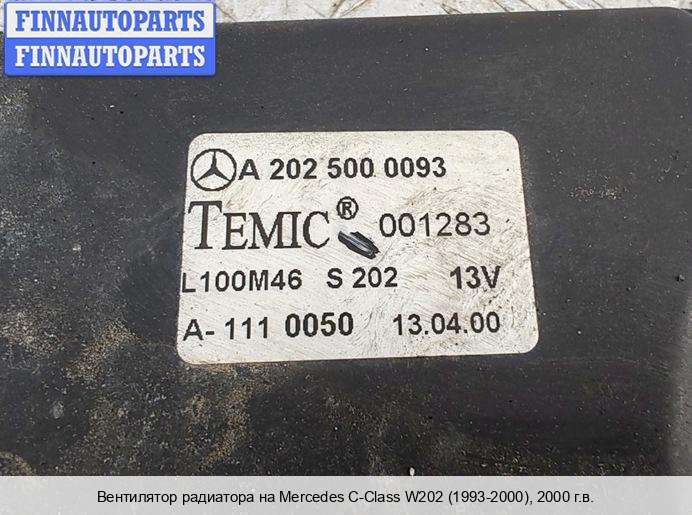 FINNAUTOPARTS
FINNAUTOPARTS
A 202 500 0093
TEMIC® 001283
L100M46 S 202 13V
A-111 0050 13.04.00
Вентилятор радиатора на Mercedes C-Class W202 (1993-2000), 2000 г.в.